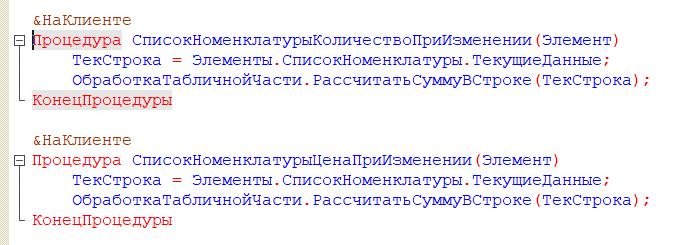 &НаКлиенте
Процедура СписокНоменклатурыКоличествоПриИзменении(Элемент)
ТекСтрока = Элементы.СписокНоменклатуры.ТекущиеДанные;
ОбработкаТабличнойЧасти.РассчитатьСуммуВСтроке(ТекСтрока);
КонецПроцедуры
&НаКлиенте
Процедура СписокНоменклатурыЦенаПриИзменении(Элемент)
ТекСтрока = Элементы.СписокНоменклатуры.ТекущиеДанные;
ОбработкаТабличнойЧасти.РассчитатьСуммуВСтроке(ТекСтрока);
КонецПроцедуры